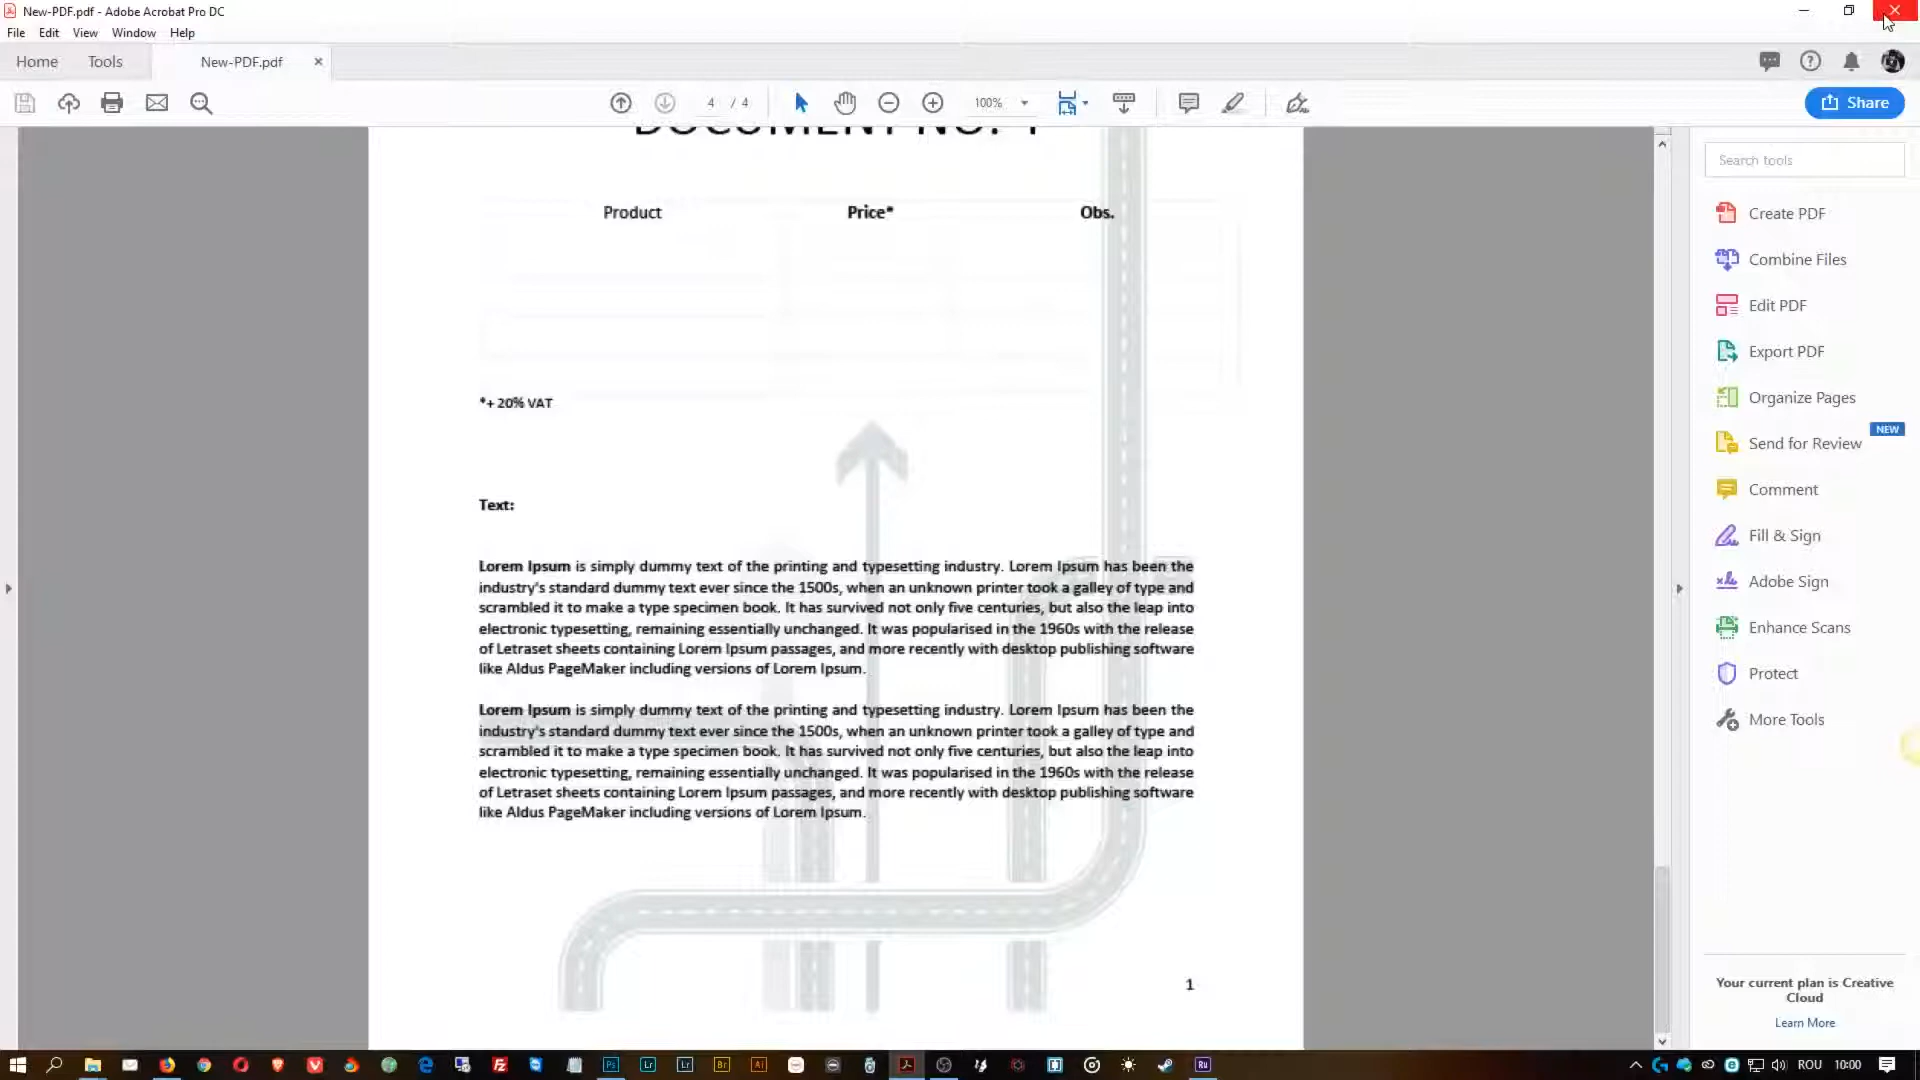 New-PDF.pdf - Adobe Acrobat Pro DC
File Edit View Window Help
Home Tools New-PDF.pdf
4 / 4 100% Share
DOCUMENT NO. 4
Product Price* Obs.
*+ 20% VAT
Text:
Lorem Ipsum is simply dummy text of the printing and typesetting industry. Lorem Ipsum has been the
industry's standard dummy text ever since the 1500s, when an unknown printer took a galley of type and
scrambled it to make a type specimen book. It has survived not only five centuries, but also the leap into
electronic typesetting, remaining essentially unchanged. It was popularised in the 1960s with the release
of Letraset sheets containing Lorem Ipsum passages, and more recently with desktop publishing software
like Aldus PageMaker including versions of Lorem Ipsum.
Lorem Ipsum is simply dummy text of the printing and typesetting industry. Lorem Ipsum has been the
industry's standard dummy text ever since the 1500s, when an unknown printer took a galley of type and
scrambled it to make a type specimen book. It has survived not only five centuries, but also the leap into
electronic typesetting, remaining essentially unchanged. It was popularised in the 1960s with the release
of Letraset sheets containing Lorem Ipsum passages, and more recently with desktop publishing software
like Aldus PageMaker including versions of Lorem Ipsum.
1
Search tools
Create PDF
Combine Files
Edit PDF
Export PDF
Organize Pages
NEW
Send for Review
Comment
Fill & Sign
Adobe Sign
Enhance Scans
Protect
More Tools
Your current plan is Creative
Cloud
Learn More
Ps Lr Lr Br Ai Ru ROU 10:00